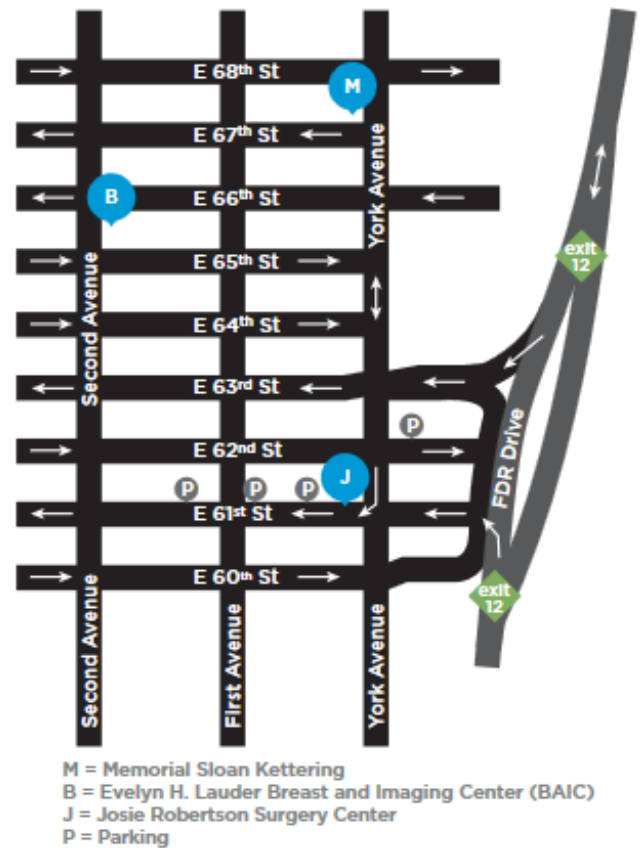 E 68th St
M
E 67th St
B
E 66th St
York Avenue
exit
12
E 65th St
Second Avenue
E 64th St
E 63rd St
P
E 62nd St
FDR Drive
J
P
P
P
E 61st St
E 60th St
exit
12
Second Avenue
First Avenue
York Avenue
M = Memorial Sloan Kettering
B = Evelyn H. Lauder Breast and Imaging Center (BAIC)
J = Josie Robertson Surgery Center
P = Parking